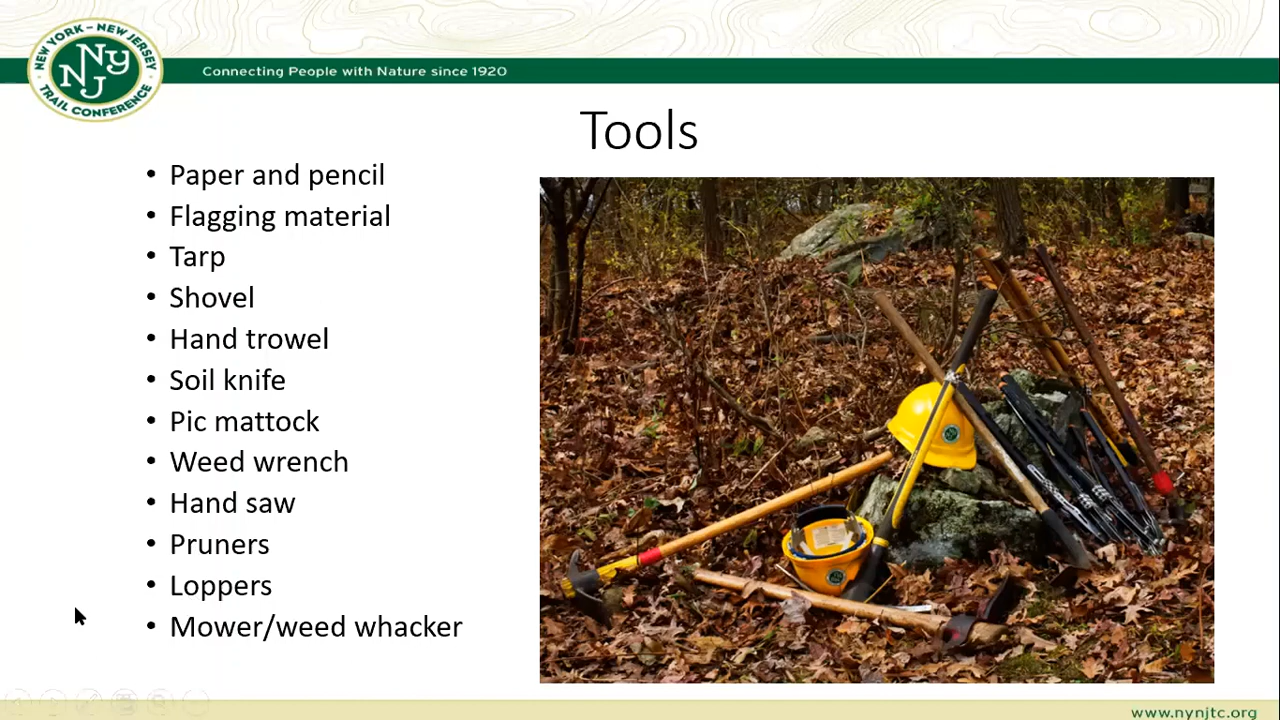 NEW YORK – NEW JERSEY
NY
NJ
TRAIL CONFERENCE
Connecting People with Nature since 1920
Tools
• Paper and pencil
• Flagging material
• Tarp
• Shovel
• Hand trowel
• Soil knife
• Pic mattock
• Weed wrench
• Hand saw
• Pruners
• Loppers
• Mower/weed whacker
www.nynjtc.org